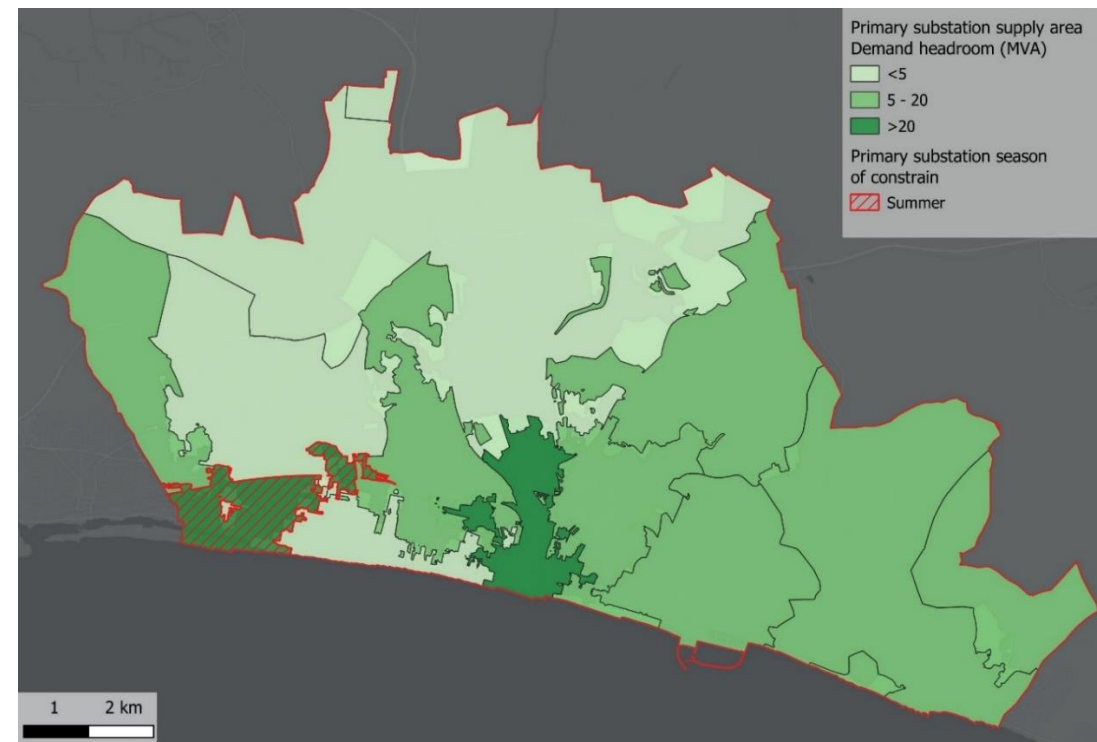 Primary substation supply area
Demand headroom (MVA)
<5
5 - 20
>20
Primary substation season
of constrain
Summer
1 2 km